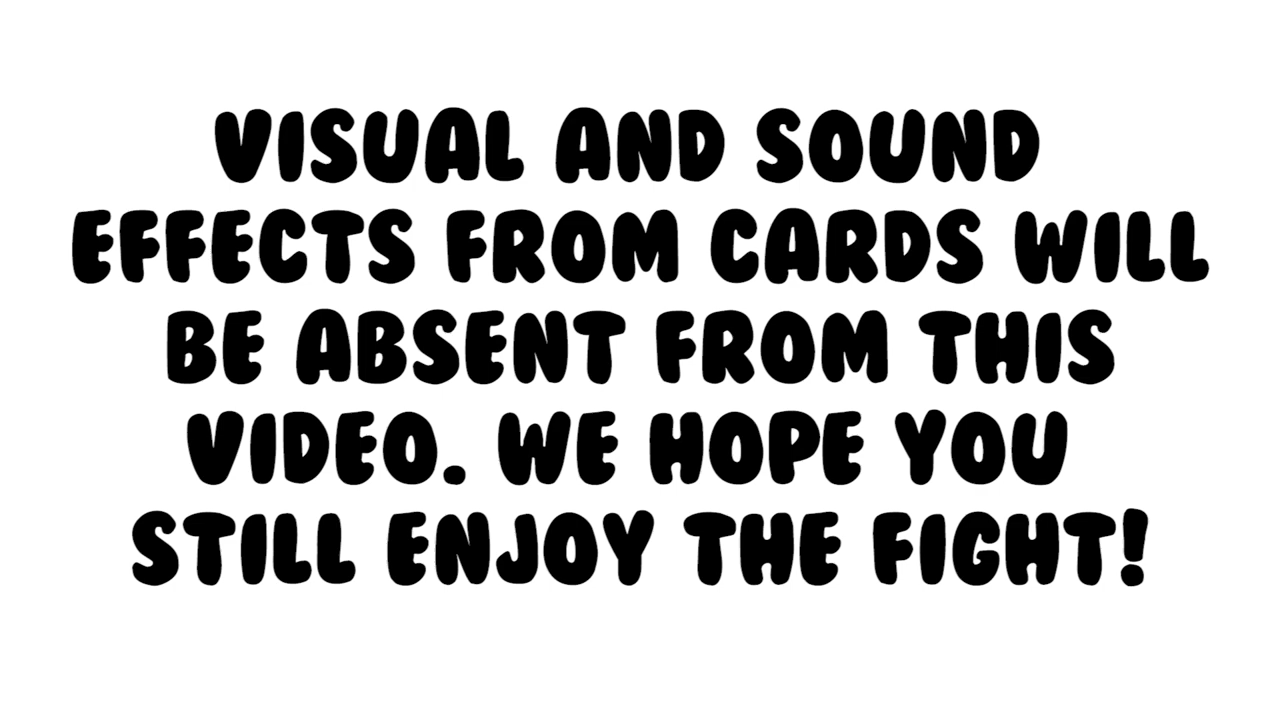 VISUAL AND SOUND
EFFECTS FROM CARDS WILL
BE ABSENT FROM THIS
VIDEO. WE HOPE YOU
STILL ENJOY THE FIGHT!